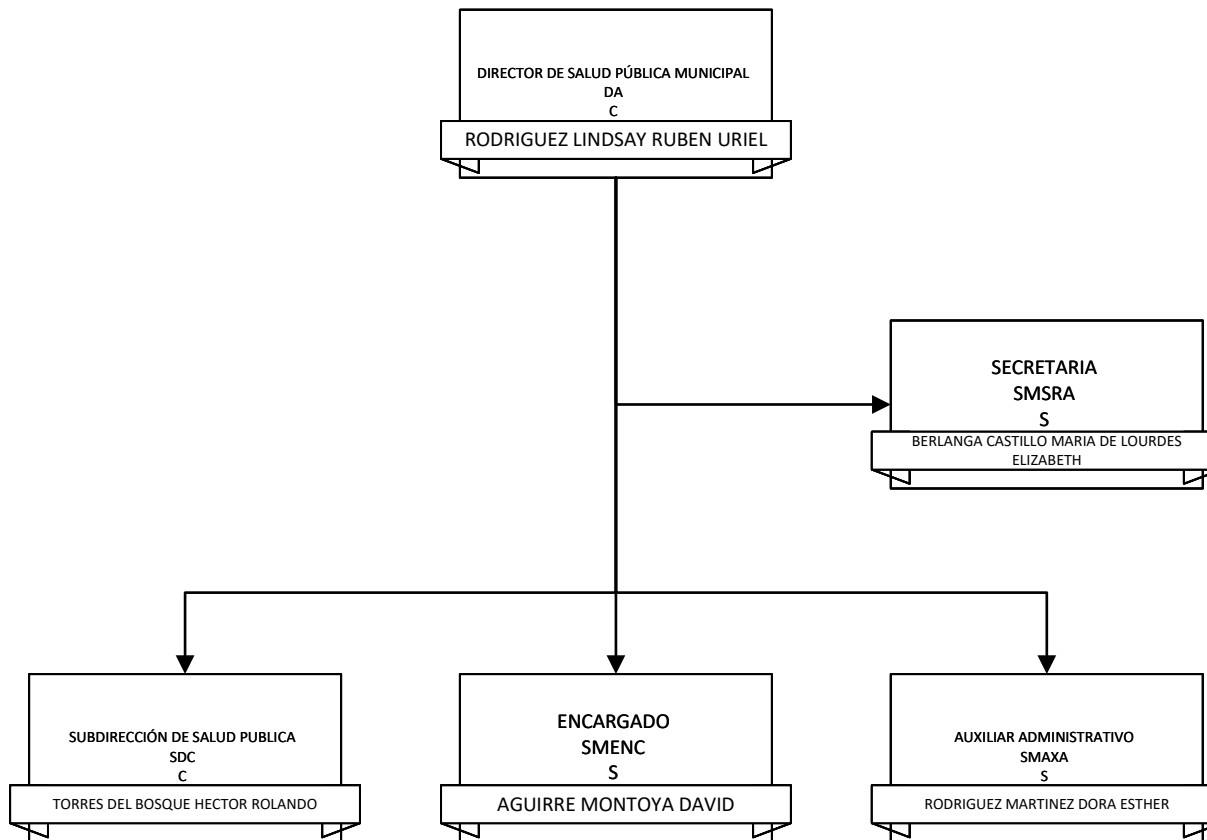 DIRECTOR DE SALUD PÚBLICA MUNICIPAL
DA
C
RODRIGUEZ LINDSAY RUBEN URIEL
SECRETARIA
SMSRA
S
BERLANGA CASTILLO MARIA DE LOURDES
ELIZABETH
SUBDIRECCIÓN DE SALUD PUBLICA
SDC
C
TORRES DEL BOSQUE HECTOR ROLANDO
ENCARGADO
SMENC
S
AGUIRRE MONTOYA DAVID
AUXILIAR ADMINISTRATIVO
SMAXA
S
RODRIGUEZ MARTINEZ DORA ESTHER